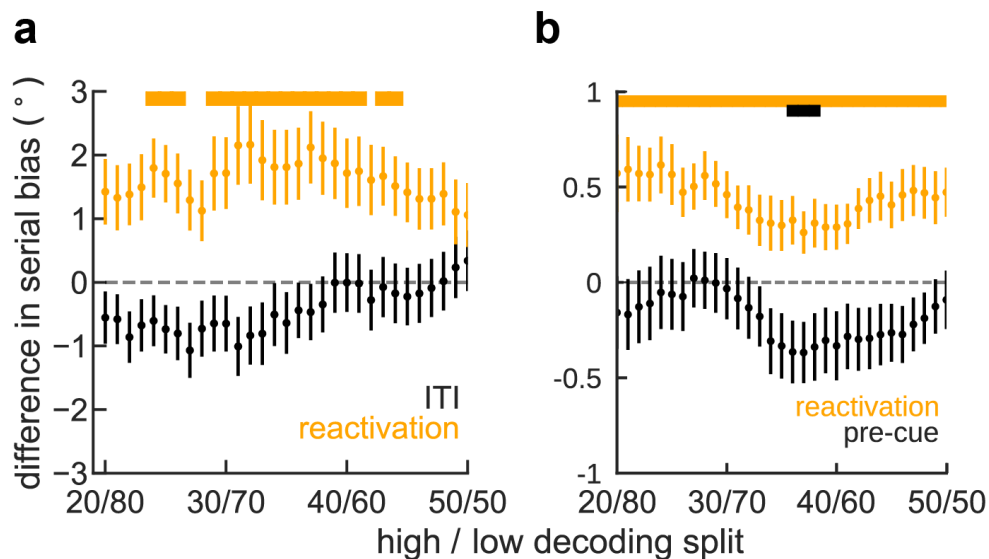 a
b
difference in serial bias (°)
3
2
1
0
−1
−2
−3
ITI
reactivation
20/80
30/70
40/60
50/50
1
0.5
0
-0.5
-1
reactivation
pre-cue
20/80
30/70
40/60
50/50
high / low decoding split